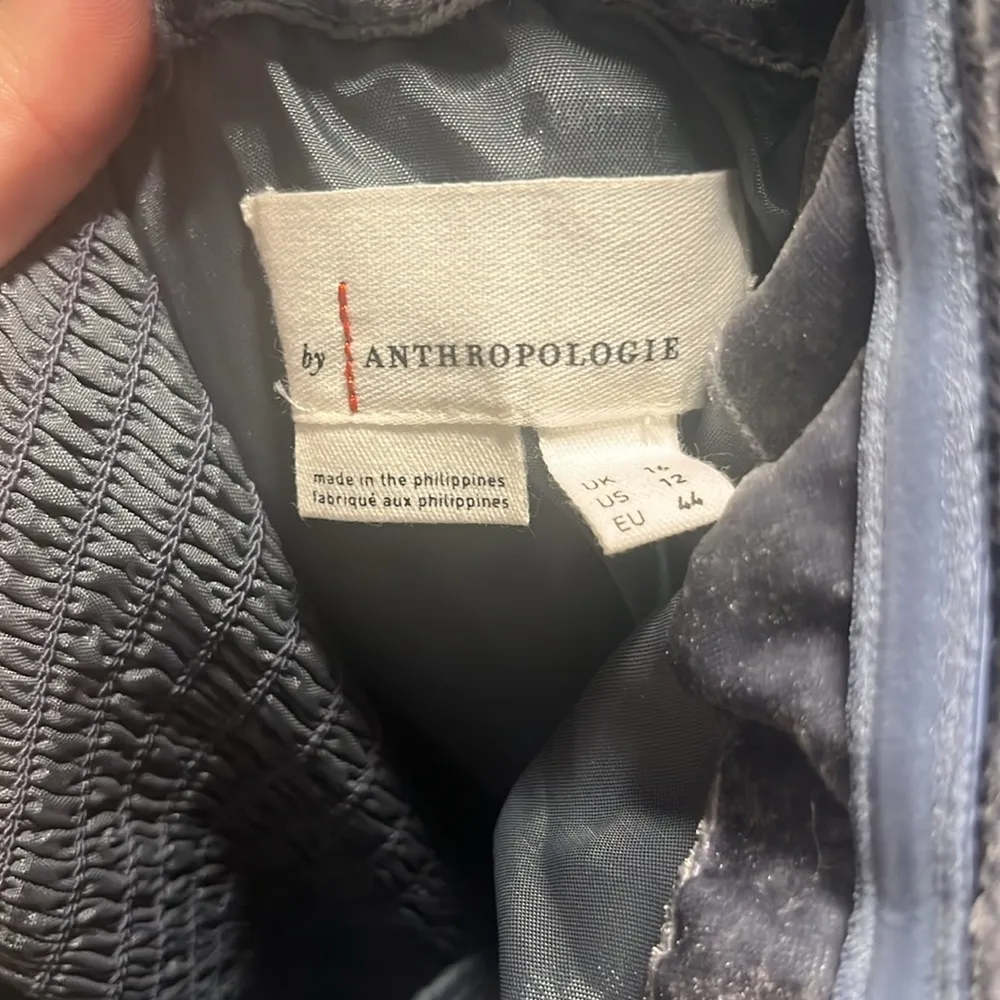 by ANTHROPOLOGIE
made in the philippines
fabriqué aux philippines
UK 16
US 12
EU 44